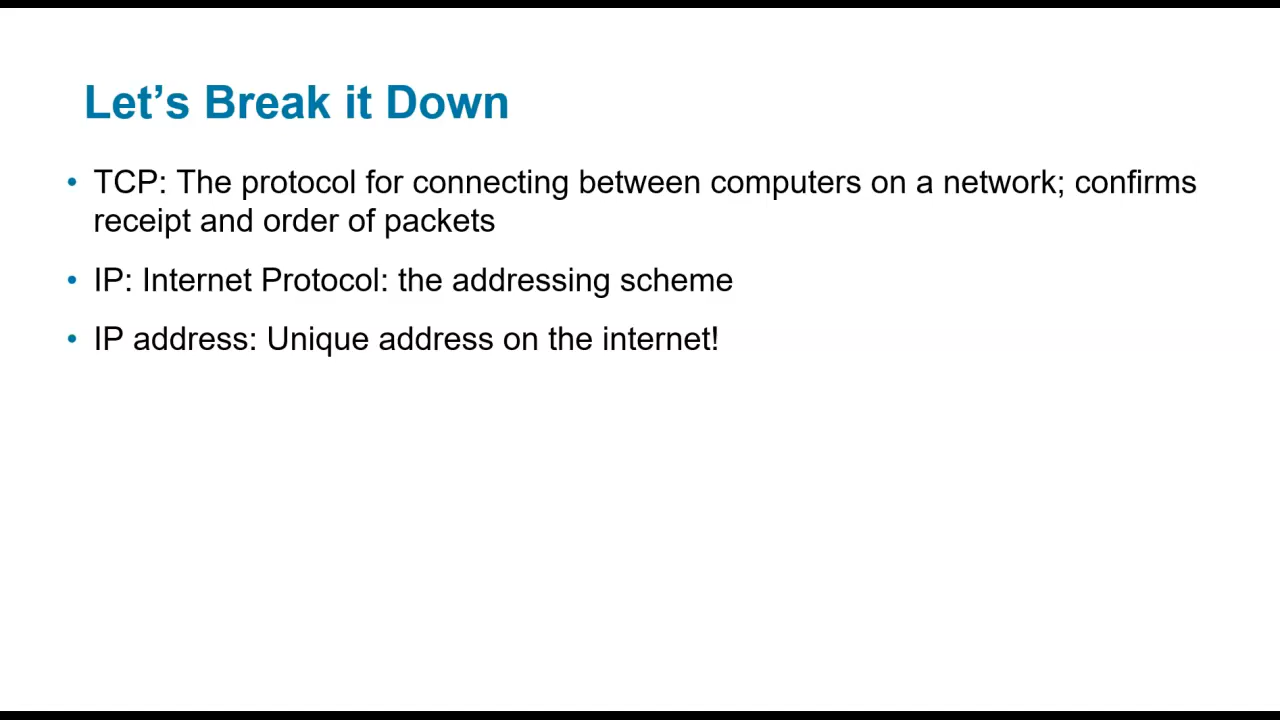 Let’s Break it Down
• TCP: The protocol for connecting between computers on a network; confirms
receipt and order of packets
• IP: Internet Protocol: the addressing scheme
• IP address: Unique address on the internet!